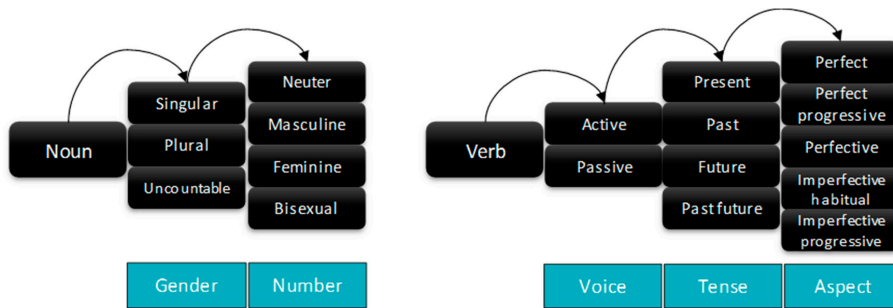 Noun
Singular
Plural
Uncountable
Neuter
Masculine
Feminine
Bisexual
Gender
Number
Verb
Active
Passive
Present
Past
Future
Past future
Perfect
Perfect
progressive
Perfective
Imperfective
habitual
Imperfective
progressive
Voice
Tense
Aspect